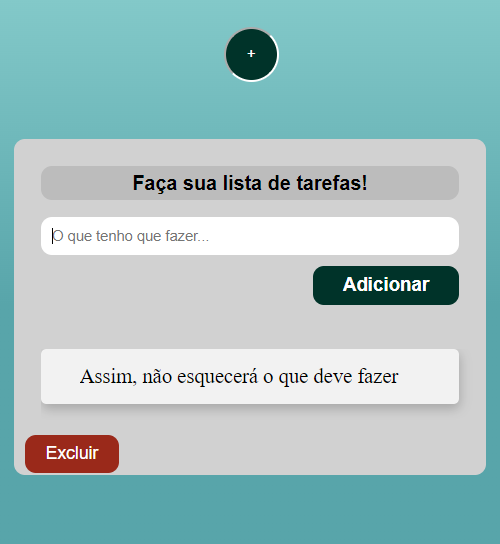 +
Faça sua lista de tarefas!
O que tenho que fazer...
Adicionar
Assim, não esquecerá o que deve fazer
Excluir